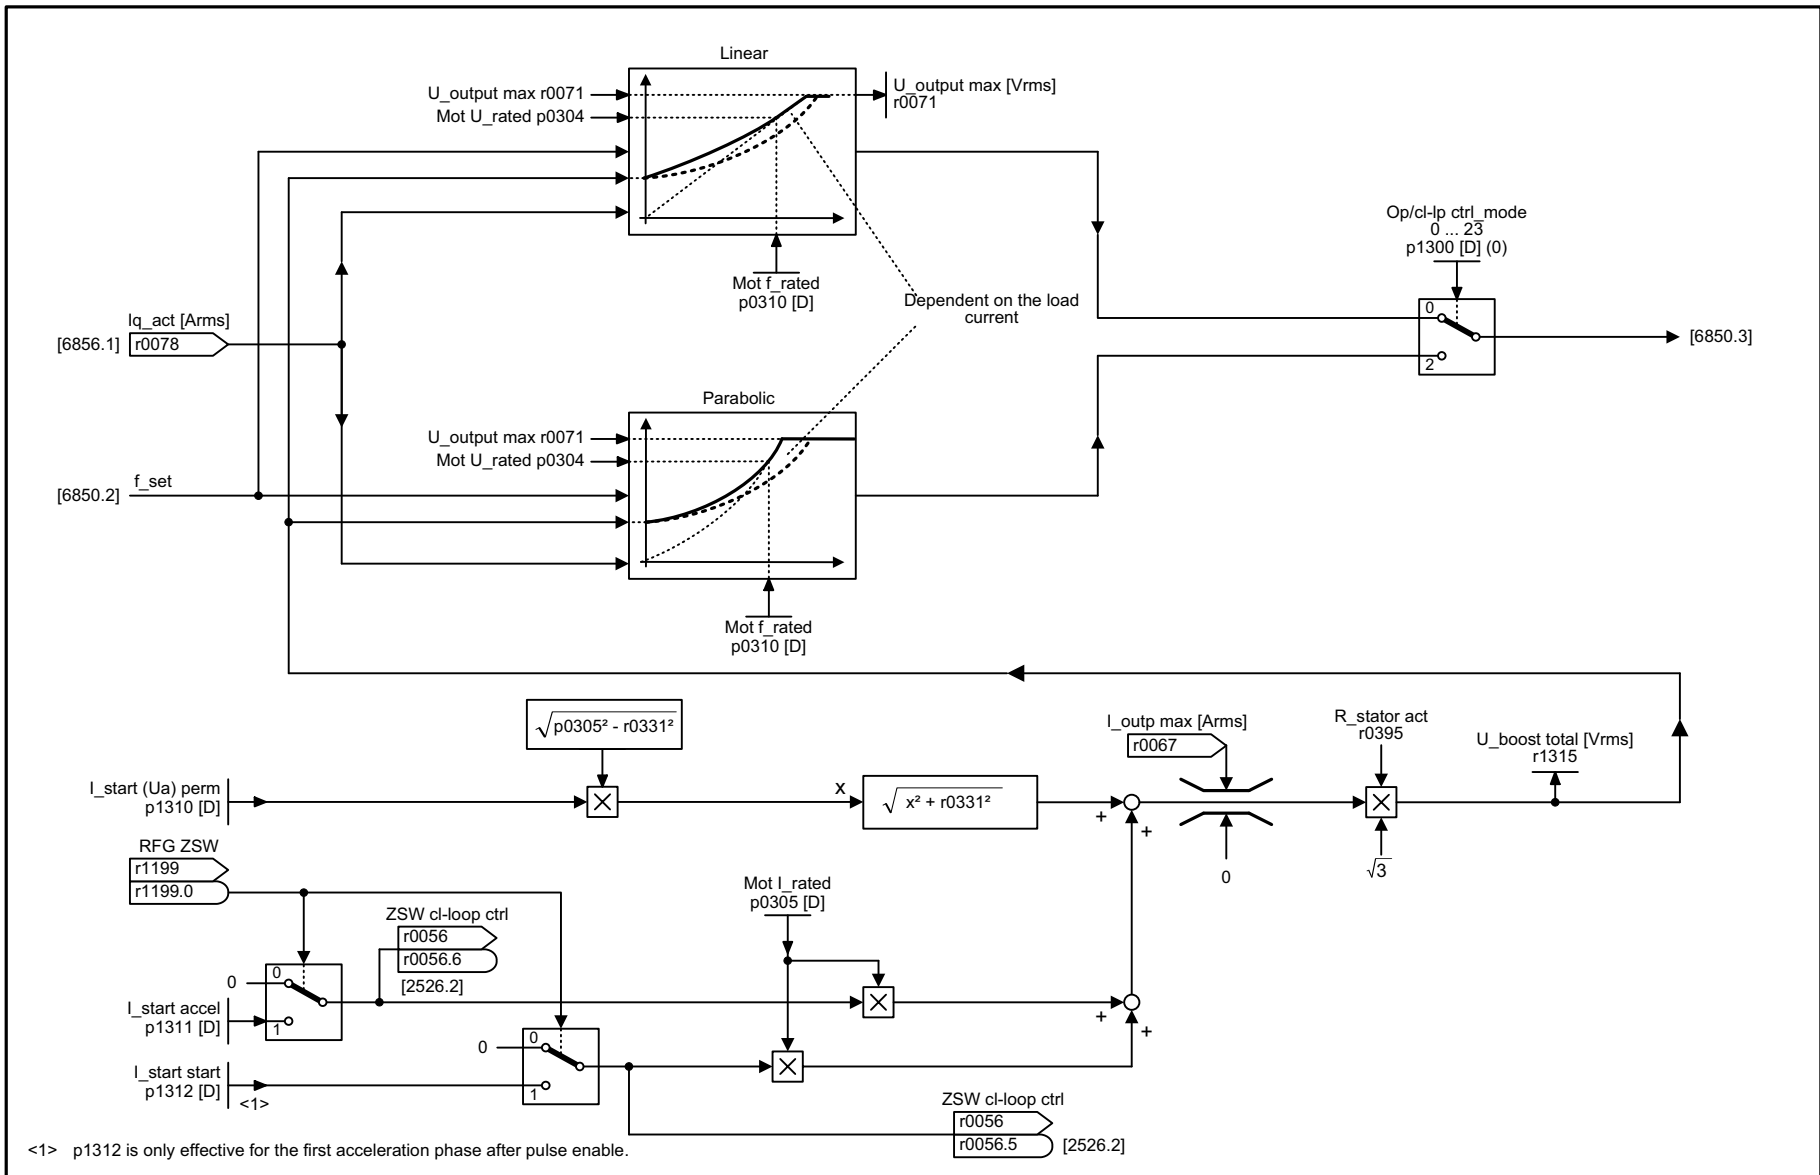 Linear
U_output max r0071
Mot U_rated p0304
U_output max [Vrms]
r0071
Mot f_rated
p0310 [D]
Op/cl-lp ctrl_mode
0 ... 23
p1300 [D] (0)
0
2
[6850.3]
Dependent on the load
current
Iq_act [Arms]
[6856.1]
r0078
Parabolic
U_output max r0071
Mot U_rated p0304
[6850.2]
f_set
Mot f_rated
p0310 [D]
√p0305² - r0331²
I_start (Ua) perm
p1310 [D]
x
√x² + r0331²
+
+
I_outp max [Arms]
r0067
0
R_stator act
r0395
√3
U_boost total [Vrms]
r1315
RFG ZSW
r1199
r1199.0
ZSW cl-loop ctrl
r0056
r0056.6
[2526.2]
Mot I_rated
p0305 [D]
0
0
1
I_start accel
p1311 [D]
+
+
0
0
1
I_start start
p1312 [D]
<1>
ZSW cl-loop ctrl
r0056
r0056.5
[2526.2]
<1> p1312 is only effective for the first acceleration phase after pulse enable.